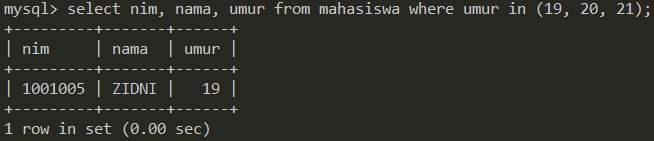 mysql> select nim, nama, umur from mahasiswa where umur in (19, 20, 21);
+---------+-------+------+
| nim     | nama  | umur |
+---------+-------+------+
| 1001005 | ZIDNI |   19 |
+---------+-------+------+
1 row in set (0.00 sec)